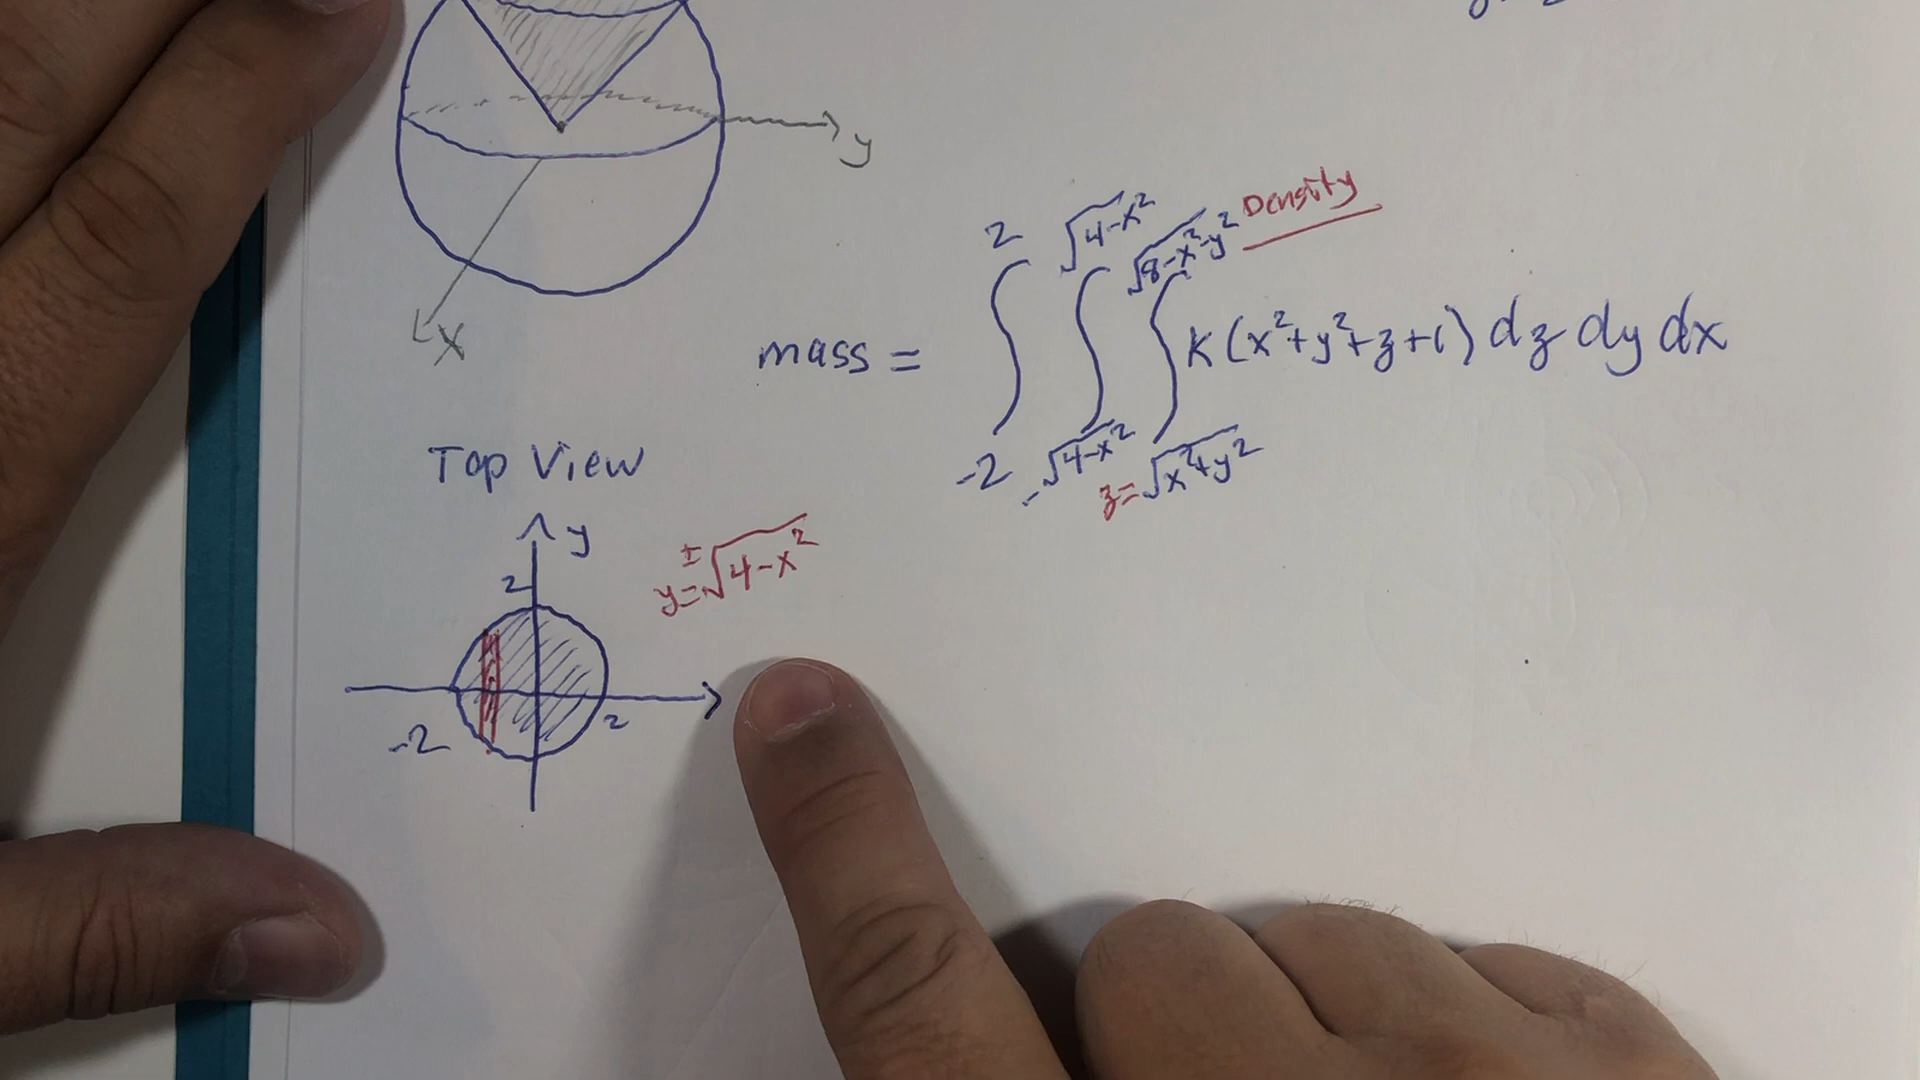 y
x
Density
mass = ∫_{-2}^{2} ∫_{-√(4-x²)}^{√(4-x²)} ∫_{z=√(x²+y²)}^{√(8-x²-y²)} K(x²+y²+z+1) dz dy dx
Top View
y
2
y=±√(4-x²)
-2
2